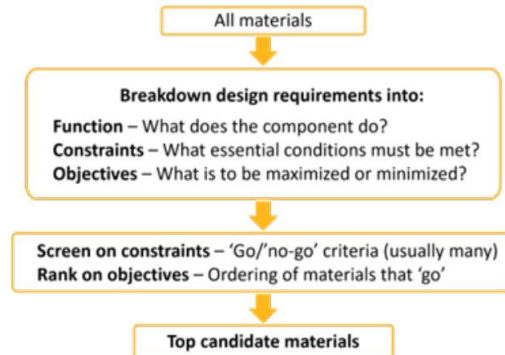 All materials
Breakdown design requirements into:
Function – What does the component do?
Constraints – What essential conditions must be met?
Objectives – What is to be maximized or minimized?
Screen on constraints – ‘Go/’no-go’ criteria (usually many)
Rank on objectives – Ordering of materials that ‘go’
Top candidate materials